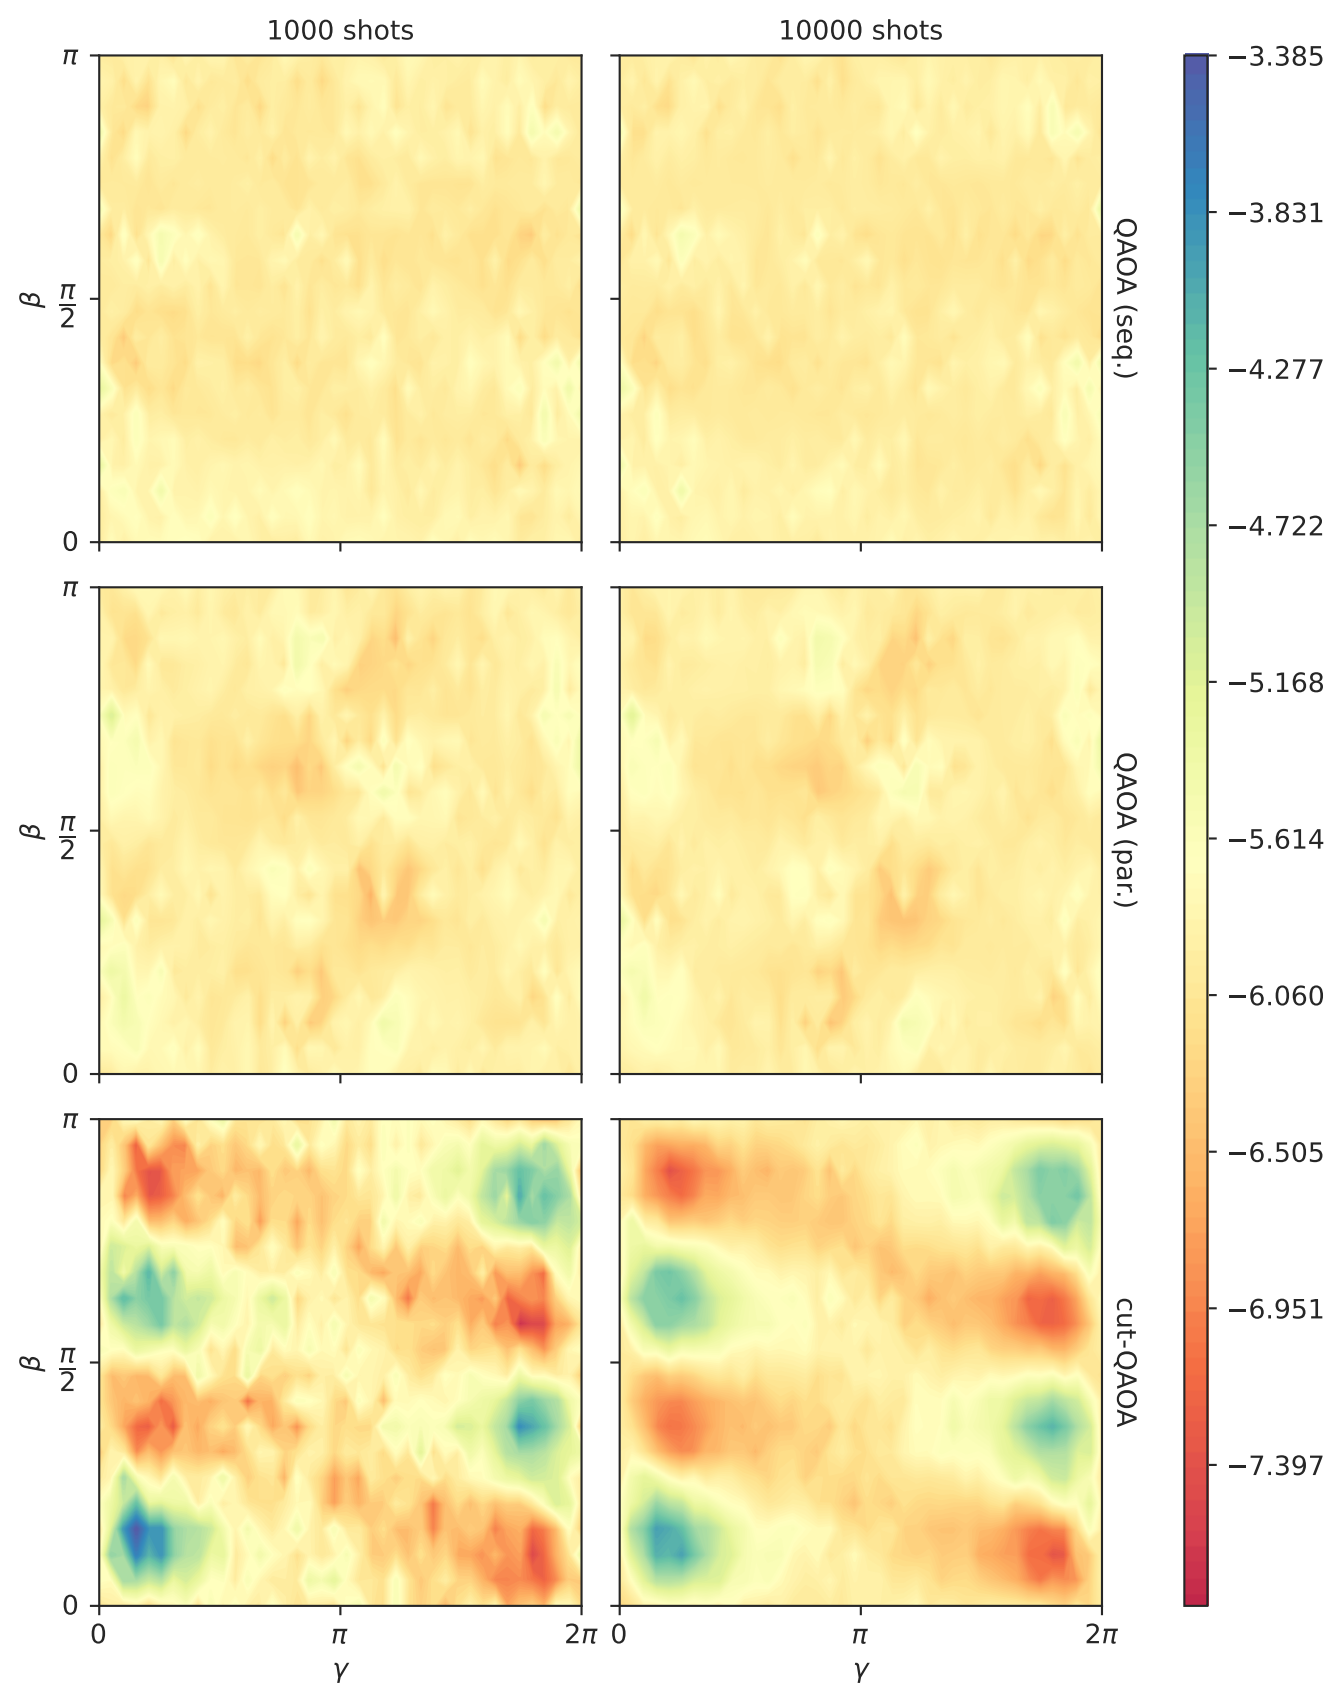 1000 shots
10000 shots
π
β
π
2
0
QAOA (seq.)
π
β
π
2
0
QAOA (par.)
π
β
π
2
0
cut-QAOA
0
π
2π
γ
0
π
2π
γ
−3.385
−3.831
−4.277
−4.722
−5.168
−5.614
−6.060
−6.505
−6.951
−7.397